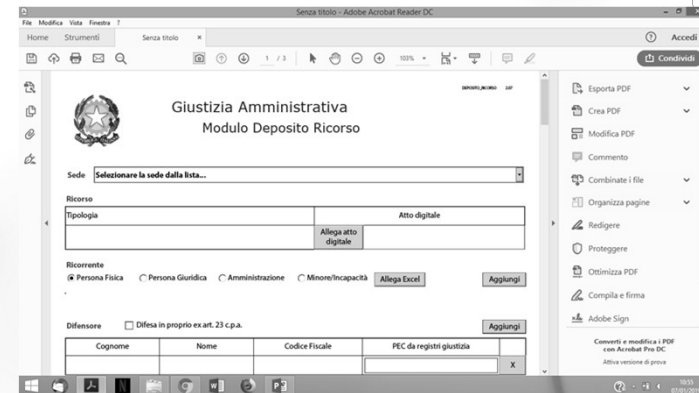 Senza titolo - Adobe Acrobat Reader DC
File Modifica Vista Finestra ?
Home Strumenti Senza titolo × ? Accedi
1 / 3 Condividi
Esporta PDF
Crea PDF
Modifica PDF
Commento
Combinate i file
Organizza pagine
Redigere
Proteggere
Ottimizza PDF
Compila e firma
Adobe Sign
Converti e modifica i PDF
con Acrobat Pro DC
Attiva versione di prova
Giustizia Amministrativa
Modulo Deposito Ricorso
Sede Selezionare la sede dalla lista...
Ricorso
Tipologia Atto digitale
Allega atto
digitale
Ricorrente
Persona Fisica Persona Giuridica Amministrazione Minore/Incapacità Allega Excel Aggiungi
Difensore Difesa in proprio ex art. 23 c.p.a. Aggiungi
Cognome Nome Codice Fiscale PEC da registri giustizia
X
10:55